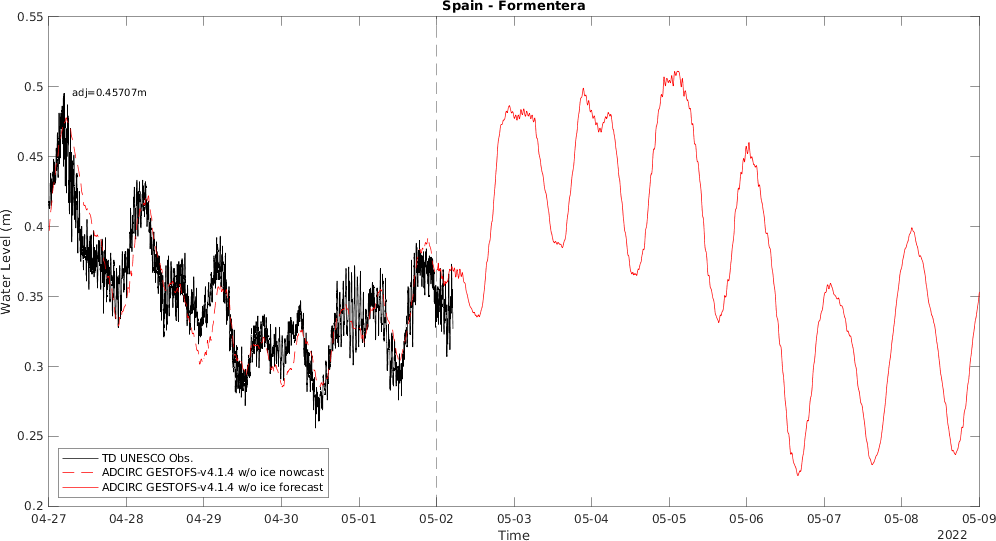 Spain - Formentera
0.55
0.5
0.45
0.4
0.35
0.3
0.25
0.2
Water Level (m)
adj=0.45707m
TD UNESCO Obs.
ADCIRC GESTOFS-v4.1.4 w/o ice nowcast
ADCIRC GESTOFS-v4.1.4 w/o ice forecast
04-27 04-28 04-29 04-30 05-01 05-02 05-03 05-04 05-05 05-06 05-07 05-08 05-09
Time
2022